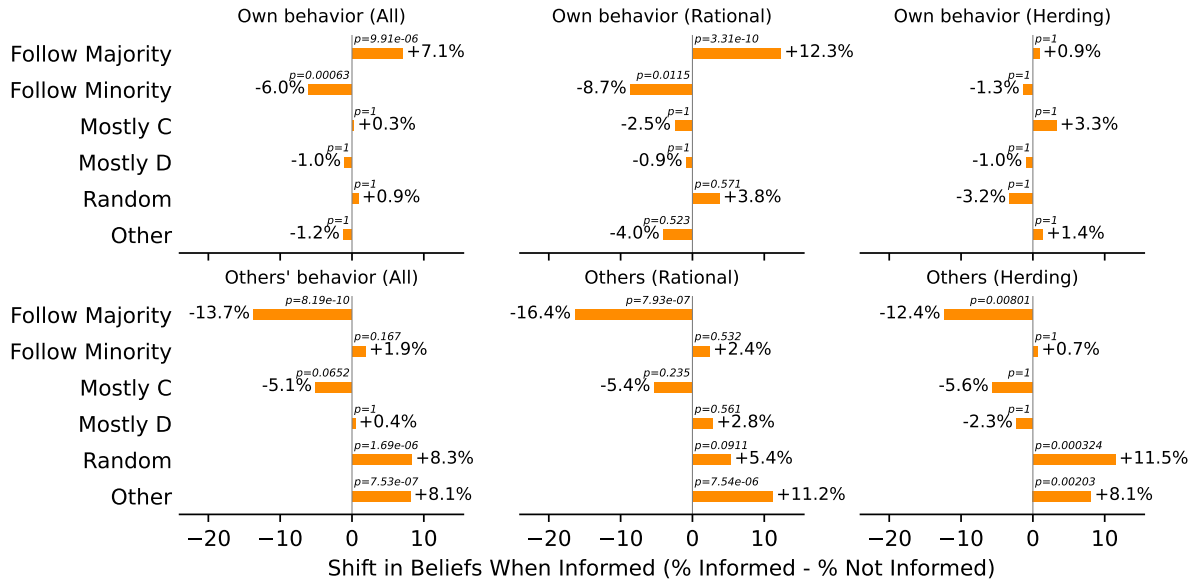 Own behavior (All)
Own behavior (Rational)
Own behavior (Herding)
Follow Majority
p=9.91e-06
+7.1%
p=3.31e-10
+12.3%
p=1
+0.9%
Follow Minority
p=0.00063
-6.0%
p=0.0115
-8.7%
p=1
-1.3%
Mostly C
p=1
+0.3%
p=1
-2.5%
p=1
+3.3%
Mostly D
p=1
-1.0%
p=1
-0.9%
p=1
-1.0%
Random
p=1
+0.9%
p=0.571
+3.8%
p=1
-3.2%
Other
p=1
-1.2%
p=0.523
-4.0%
p=1
+1.4%
Others' behavior (All)
Others (Rational)
Others (Herding)
Follow Majority
p=8.19e-10
-13.7%
p=7.93e-07
-16.4%
p=0.00801
-12.4%
Follow Minority
p=0.167
+1.9%
p=0.532
+2.4%
p=1
+0.7%
Mostly C
p=0.0652
-5.1%
p=0.235
-5.4%
p=1
-5.6%
Mostly D
p=1
+0.4%
p=0.561
+2.8%
p=1
-2.3%
Random
p=1.69e-06
+8.3%
p=0.0911
+5.4%
p=0.000324
+11.5%
Other
p=7.53e-07
+8.1%
p=7.54e-06
+11.2%
p=0.00203
+8.1%
−20 −10 0 10
−20 −10 0 10
−20 −10 0 10
Shift in Beliefs When Informed (% Informed - % Not Informed)